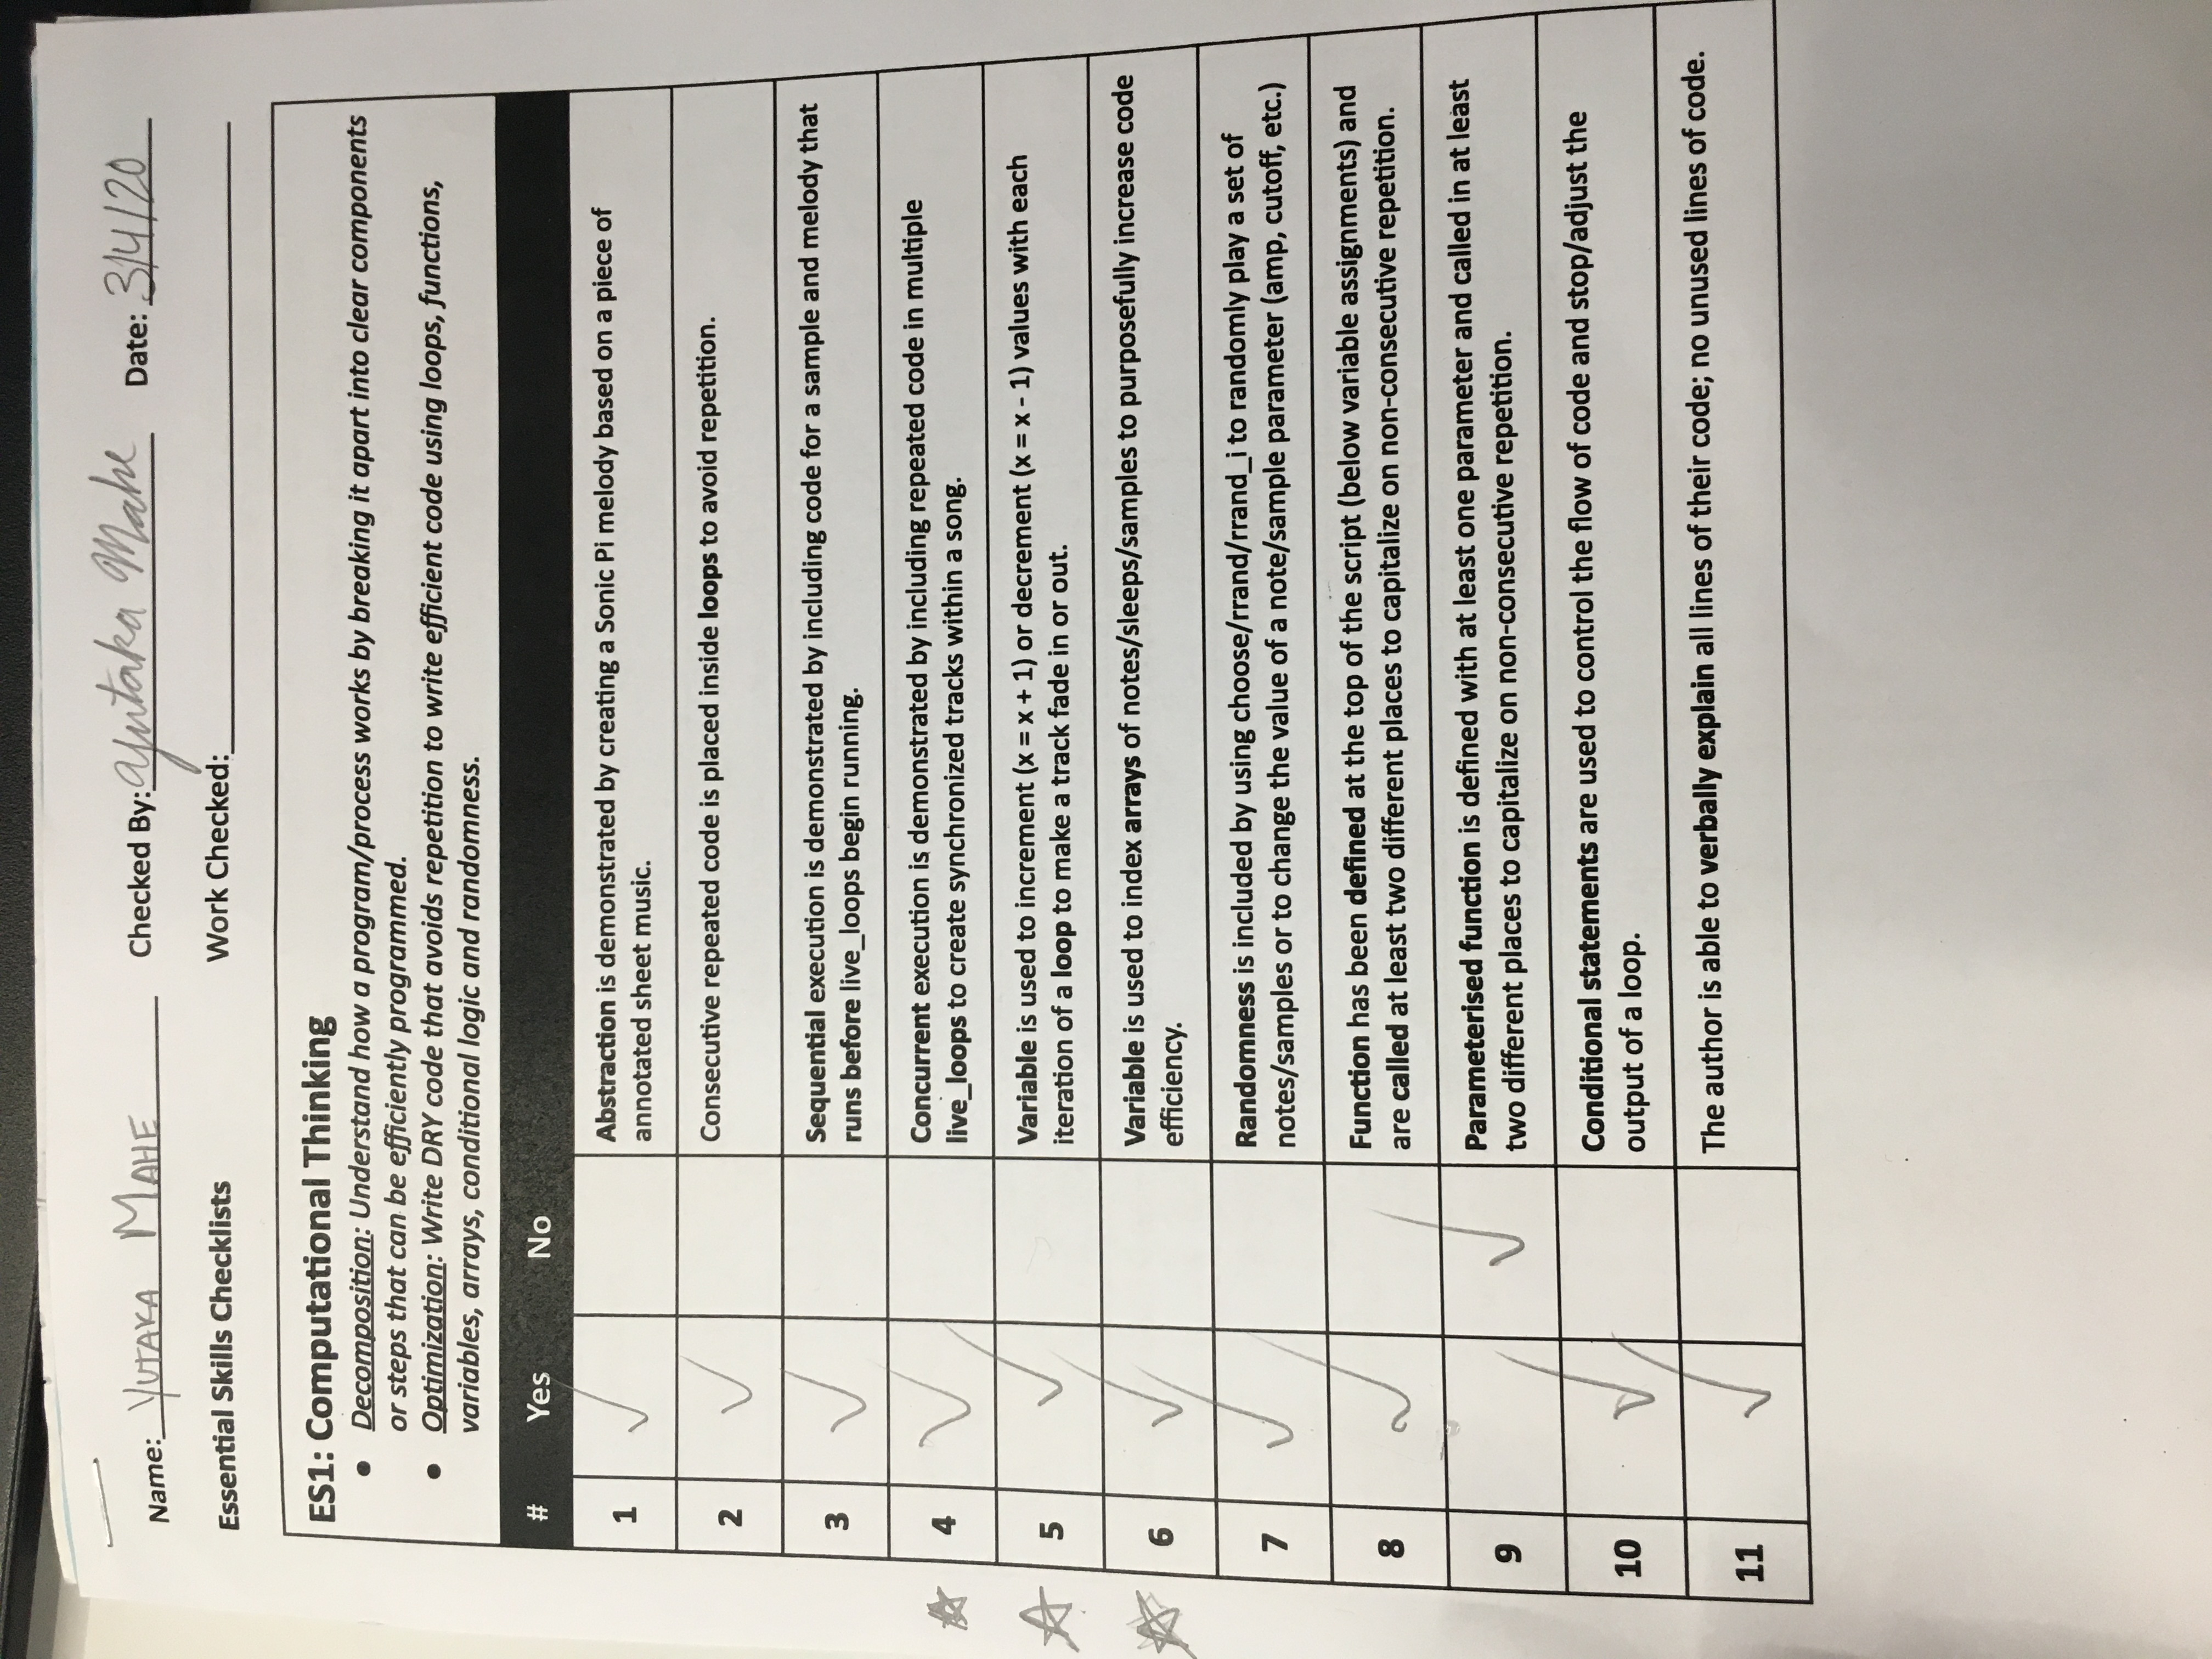 Name: YUTAKA MAHE Checked By: Yutaka Mahe Date: 3/4/20
Essential Skills Checklists Work Checked:
ES1: Computational Thinking
● Decomposition: Understand how a program/process works by breaking it apart into clear components
or steps that can be efficiently programmed.
● Optimization: Write DRY code that avoids repetition to write efficient code using loops, functions,
variables, arrays, conditional logic and randomness.
# Yes No
1 ✓ Abstraction is demonstrated by creating a Sonic Pi melody based on a piece of
annotated sheet music.
2 ✓ Consecutive repeated code is placed inside loops to avoid repetition.
3 ✓ Sequential execution is demonstrated by including code for a sample and melody that
runs before live_loops begin running.
☆ 4 ✓ Concurrent execution is demonstrated by including repeated code in multiple
live_loops to create synchronized tracks within a song.
☆ 5 ✓ Variable is used to increment (x = x + 1) or decrement (x = x - 1) values with each
iteration of a loop to make a track fade in or out.
☆ 6 ✓ Variable is used to index arrays of notes/sleeps/samples to purposefully increase code
efficiency.
7 ✓ Randomness is included by using choose/rrand/rrand_i to randomly play a set of
notes/samples or to change the value of a note/sample parameter (amp, cutoff, etc.)
8 ✓ Function has been defined at the top of the script (below variable assignments) and
are called at least two different places to capitalize on non-consecutive repetition.
9 ✓ Parameterised function is defined with at least one parameter and called in at least
two different places to capitalize on non-consecutive repetition.
10 ✓ Conditional statements are used to control the flow of code and stop/adjust the
output of a loop.
11 ✓ The author is able to verbally explain all lines of their code; no unused lines of code.